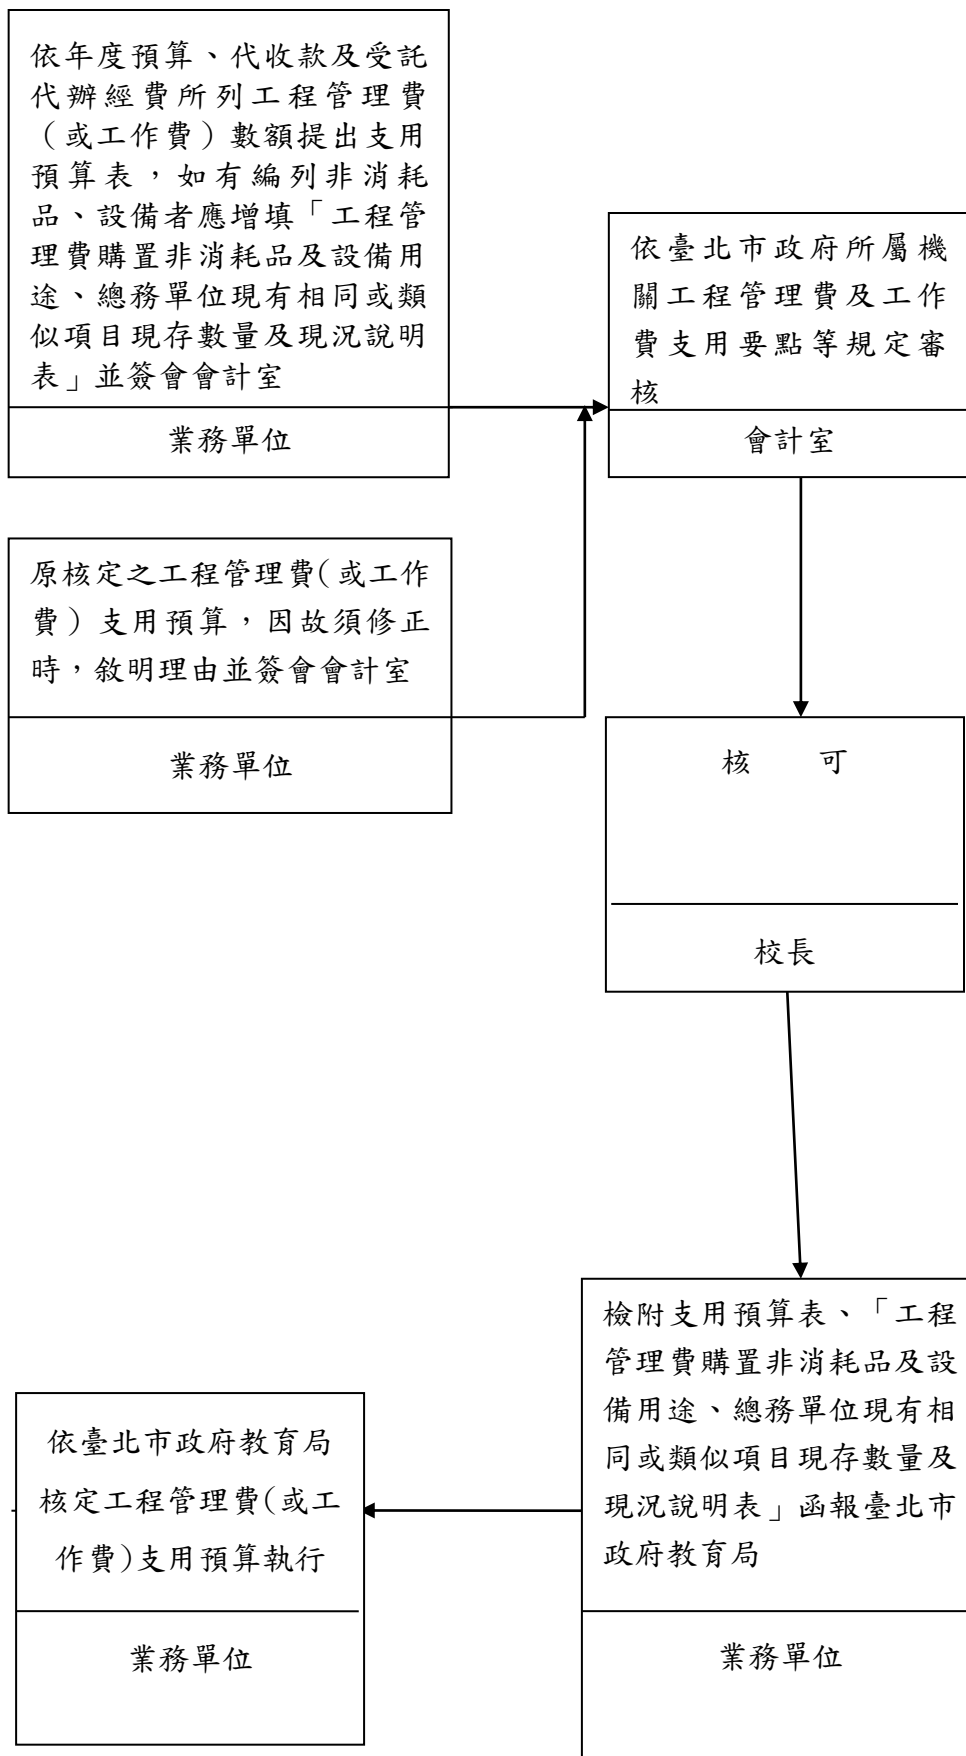 依年度預算、代收款及受託
代辦經費所列工程管理費
（或工作費）數額提出支用
預算表，如有編列非消耗
品、設備者應增填「工程管
理費購置非消耗品及設備用
途、總務單位現有相同或類
似項目現存數量及現況說明
表」並簽會會計室
業務單位
依臺北市政府所屬機
關工程管理費及工作
費支用要點等規定審
核
會計室
原核定之工程管理費(或工作
費）支用預算，因故須修正
時，敘明理由並簽會會計室
業務單位
核　　可
校長
檢附支用預算表、「工程
管理費購置非消耗品及設
備用途、總務單位現有相
同或類似項目現存數量及
現況說明表」函報臺北市
政府教育局
業務單位
依臺北市政府教育局
核定工程管理費(或工
作費)支用預算執行
業務單位